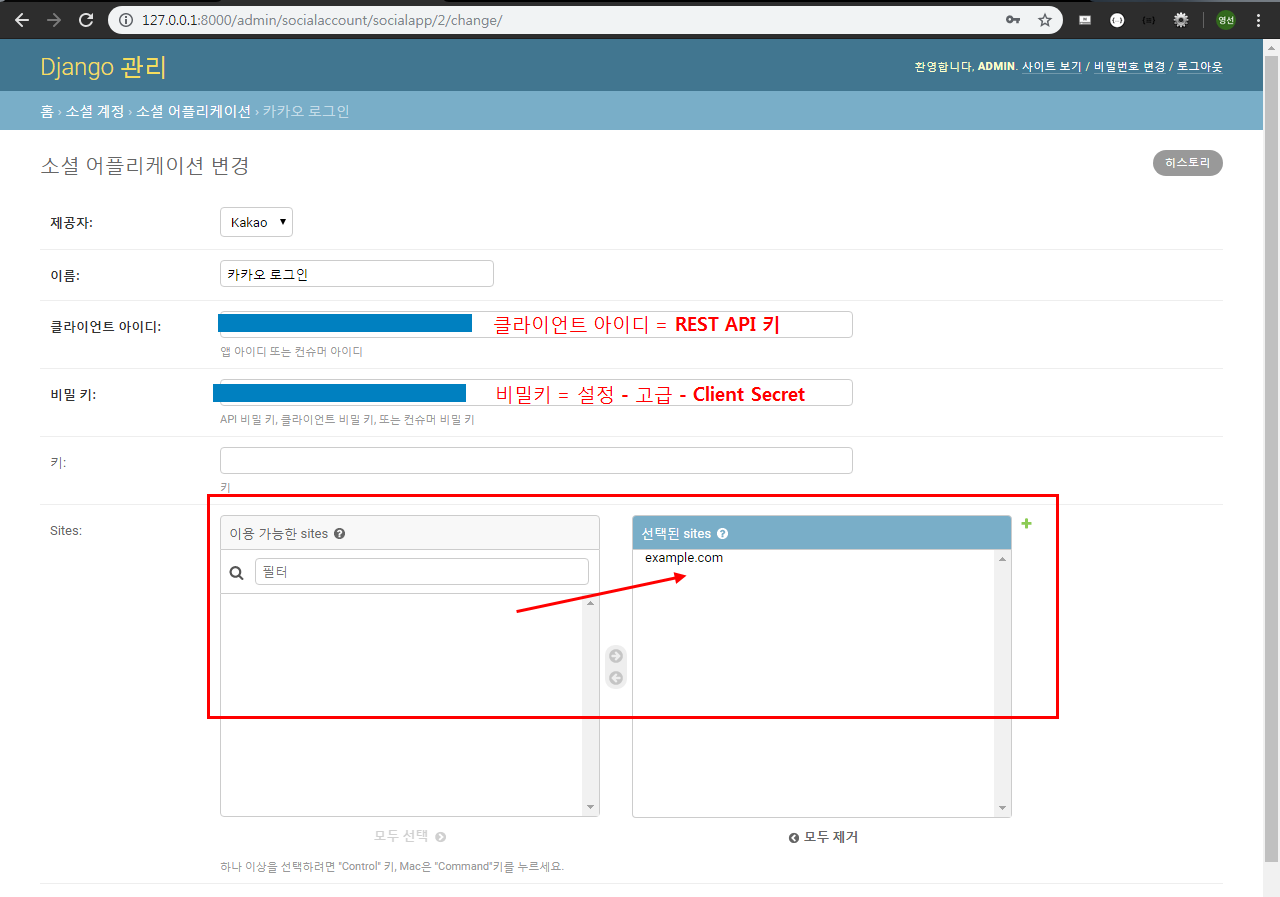 127.0.0.1:8000/admin/socialaccount/socialapp/2/change/
영선
Django 관리
환영합니다, ADMIN. 사이트 보기 / 비밀번호 변경 / 로그아웃
홈 › 소셜 계정 › 소셜 어플리케이션 › 카카오 로그인
소셜 어플리케이션 변경
히스토리
제공자:
Kakao
이름:
카카오 로그인
클라이언트 아이디:
클라이언트 아이디 = REST API 키
앱 아이디 또는 컨슈머 아이디
비밀 키:
비밀키 = 설정 - 고급 - Client Secret
API 비밀 키, 클라이언트 비밀 키, 또는 컨슈머 비밀 키
키:
키
Sites:
이용 가능한 sites
선택된 sites
필터
example.com
모두 선택
모두 제거
하나 이상을 선택하려면 "Control" 키, Mac은 "Command"키를 누르세요.